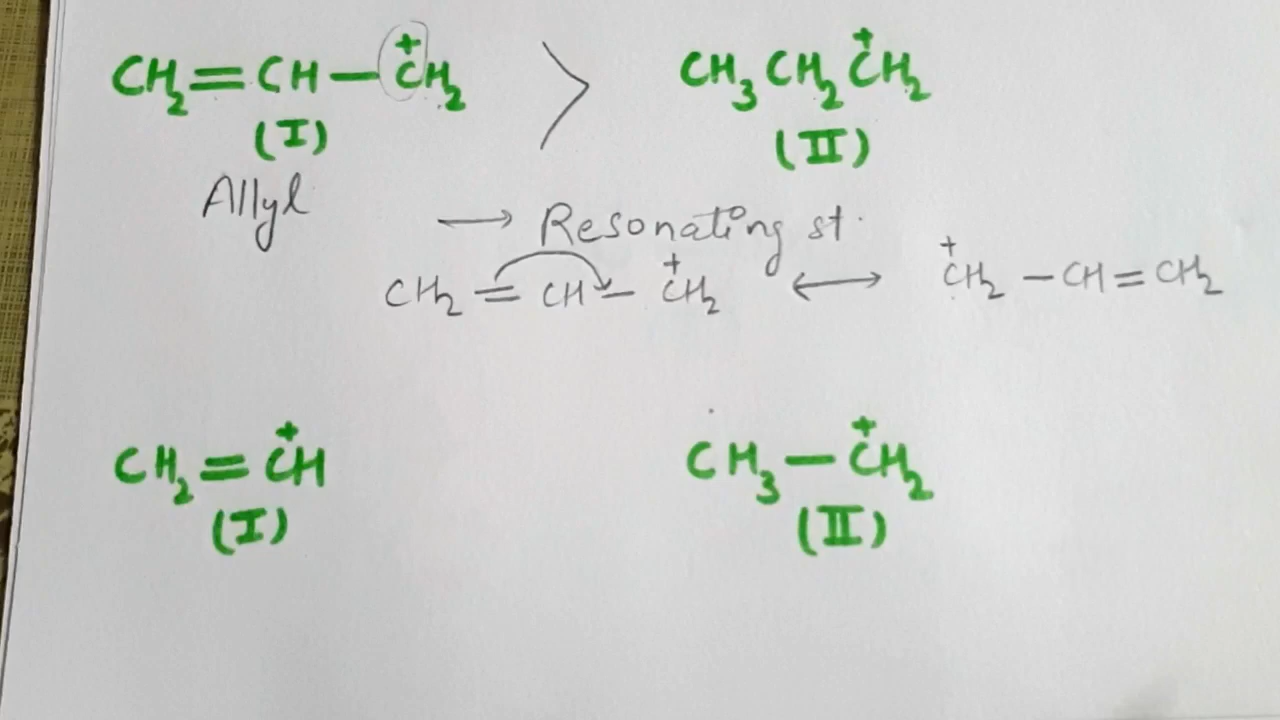 CH₂=CH–C⁺H₂ > CH₃CH₂C⁺H₂
(I) (II)
Allyl
→ Resonating st.
CH₂=CH–C⁺H₂ ↔ C⁺H₂–CH=CH₂
CH₂=C⁺H CH₃–C⁺H₂
(I) (II)